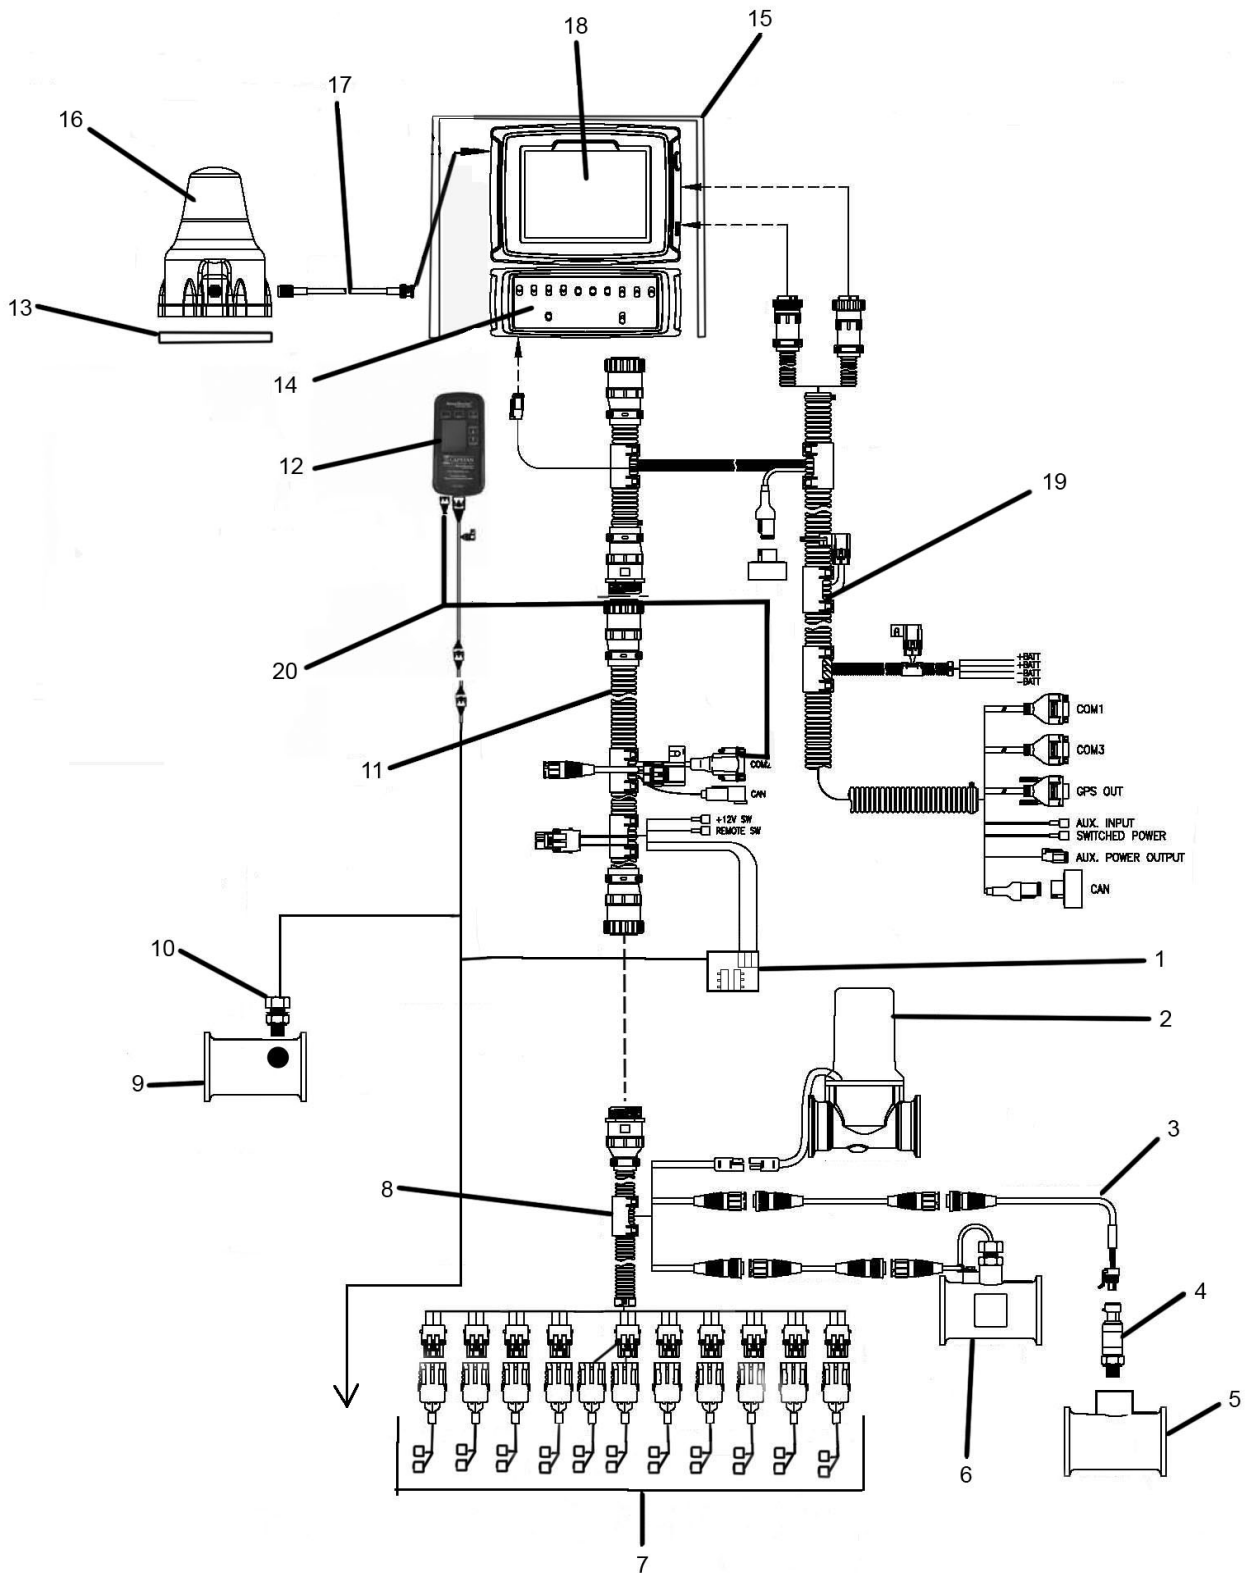 15
18
17
16
13
14
12
19
20
+BATT
+BATT
-BATT
-BATT
COM1
COM3
11
CAN
GPS OUT
+12V SW
REMOTE SW
AUX. INPUT
SWITCHED POWER
AUX. POWER OUTPUT
CAN
10
1
2
9
3
8
4
5
6
7